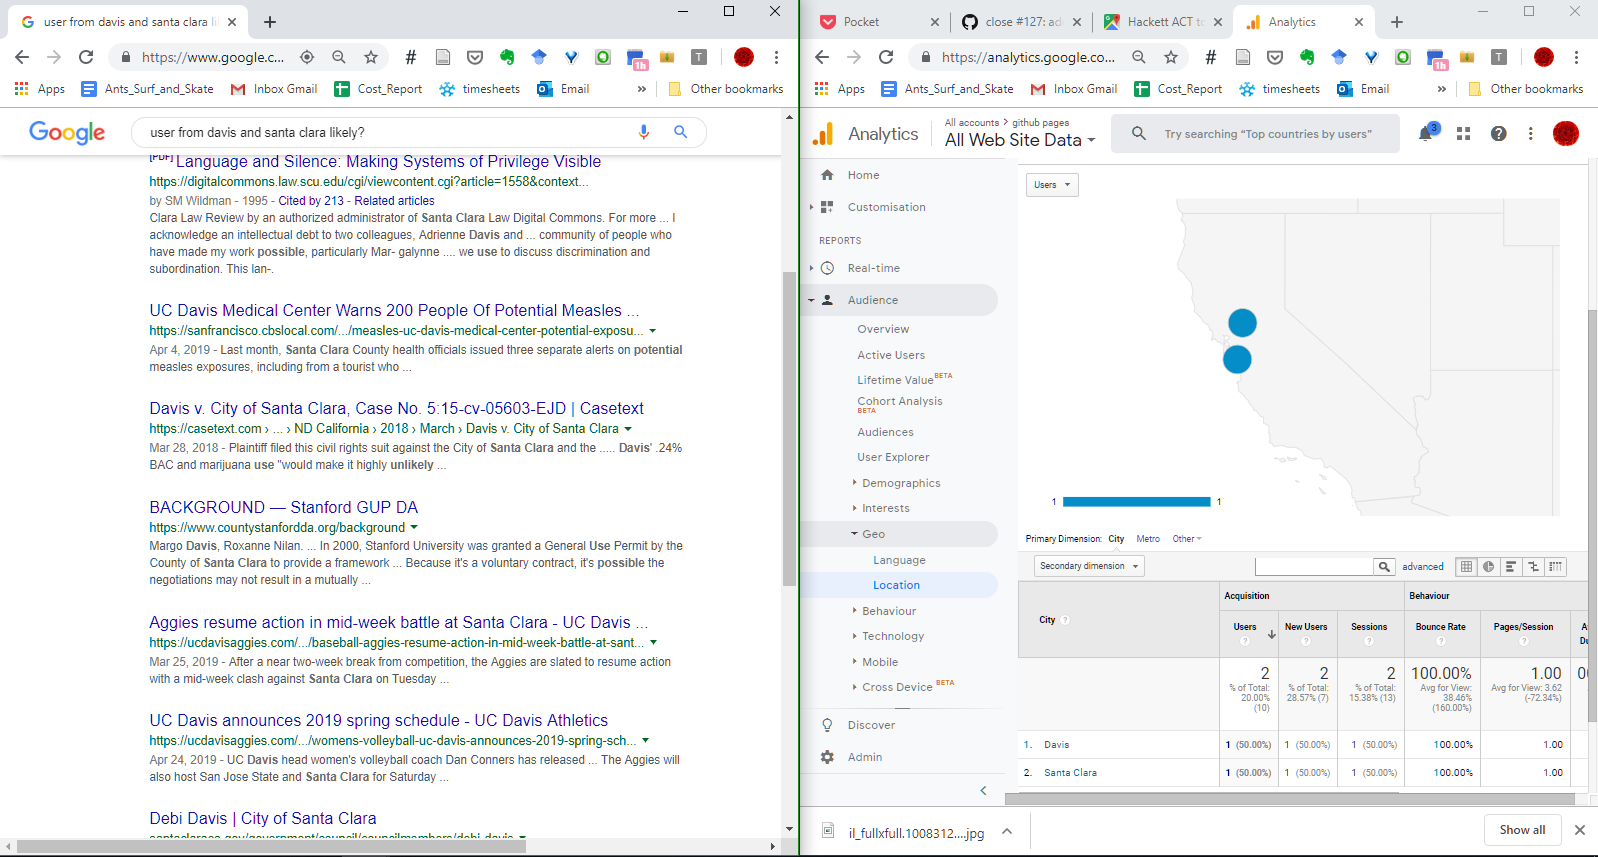 user from davis and santa clara li
https://www.google.c...
1h
T
Apps
Ants_Surf_and_Skate
Inbox Gmail
Cost_Report
timesheets
Email
»
Other bookmarks
Google
user from davis and santa clara likely?
[PDF] Language and Silence: Making Systems of Privilege Visible
https://digitalcommons.law.scu.edu/cgi/viewcontent.cgi?article=1558&context...
by SM Wildman - 1995 - Cited by 213 - Related articles
Clara Law Review by an authorized administrator of Santa Clara Law Digital Commons. For more ... I
acknowledge an intellectual debt to two colleagues, Adrienne Davis and ... community of people who
have made my work possible, particularly Mar- galynne .... we use to discuss discrimination and
subordination. This lan-.
UC Davis Medical Center Warns 200 People Of Potential Measles ...
https://sanfrancisco.cbslocal.com/.../measles-uc-davis-medical-center-potential-exposu...
Apr 4, 2019 - Last month, Santa Clara County health officials issued three separate alerts on potential
measles exposures, including from a tourist who ...
Davis v. City of Santa Clara, Case No. 5:15-cv-05603-EJD | Casetext
https://casetext.com › ... › ND California › 2018 › March › Davis v. City of Santa Clara
Mar 28, 2018 - Plaintiff filed this civil rights suit against the City of Santa Clara and the ..... Davis' .24%
BAC and marijuana use "would make it highly unlikely ...
BACKGROUND — Stanford GUP DA
https://www.countystanfordda.org/background
Margo Davis, Roxanne Nilan. ... In 2000, Stanford University was granted a General Use Permit by the
County of Santa Clara to provide a framework ... Because it's a voluntary contract, it's possible the
negotiations may not result in a mutually ...
Aggies resume action in mid-week battle at Santa Clara - UC Davis ...
https://ucdavisaggies.com/.../baseball-aggies-resume-action-in-mid-week-battle-at-sant...
Mar 25, 2019 - After a near two-week break from competition, the Aggies are slated to resume action
with a mid-week clash against Santa Clara on Tuesday ...
UC Davis announces 2019 spring schedule - UC Davis Athletics
https://ucdavisaggies.com/.../womens-volleyball-uc-davis-announces-2019-spring-sch...
Apr 24, 2019 - UC Davis head women's volleyball coach Dan Conners has released ... The Aggies will
also host San Jose State and Santa Clara for Saturday ...
Debi Davis | City of Santa Clara
santaclaraca.gov/government/council/councilmembers/debi-davis
Pocket
close #127: ad
Hackett ACT to
Analytics
https://analytics.google.co...
1h
T
Apps
Ants_Surf_and_Skate
Inbox Gmail
Cost_Report
timesheets
Email
»
Other bookmarks
Analytics
All accounts › github pages
All Web Site Data
Try searching “Top countries by users”
3
Home
Customisation
REPORTS
Real-time
Audience
Overview
Active Users
Lifetime Value BETA
Cohort Analysis
BETA
Audiences
User Explorer
Demographics
Interests
Geo
Language
Location
Behaviour
Technology
Mobile
Cross Device BETA
Discover
Admin
Users
1 1
Primary Dimension: City Metro Other
Secondary dimension
advanced
City
Acquisition
Behaviour
Users
New Users
Sessions
Bounce Rate
Pages/Session
A
Du
2
% of Total:
20.00%
(10)
2
% of Total:
28.57% (7)
2
% of Total:
15.38% (13)
100.00%
Avg for View:
38.46%
(160.00%)
1.00
Avg for View: 3.62
(-72.34%)
00
1. Davis 1 (50.00%) 1 (50.00%) 1 (50.00%) 100.00% 1.00
2. Santa Clara 1 (50.00%) 1 (50.00%) 1 (50.00%) 100.00% 1.00
il_fullxfull.1008312....jpg
Show all